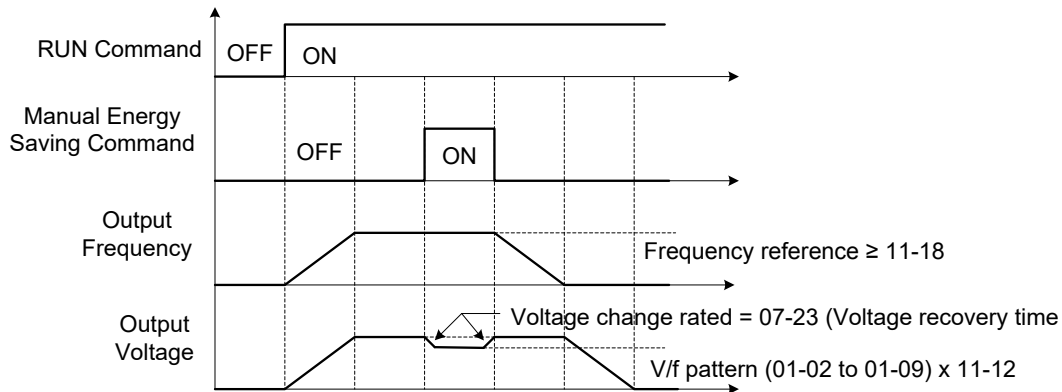 RUN Command
OFF
ON
Manual Energy
Saving Command
OFF
ON
Output
Frequency
Frequency reference ≥ 11-18
Output
Voltage
Voltage change rated = 07-23 (Voltage recovery time
V/f pattern (01-02 to 01-09) x 11-12